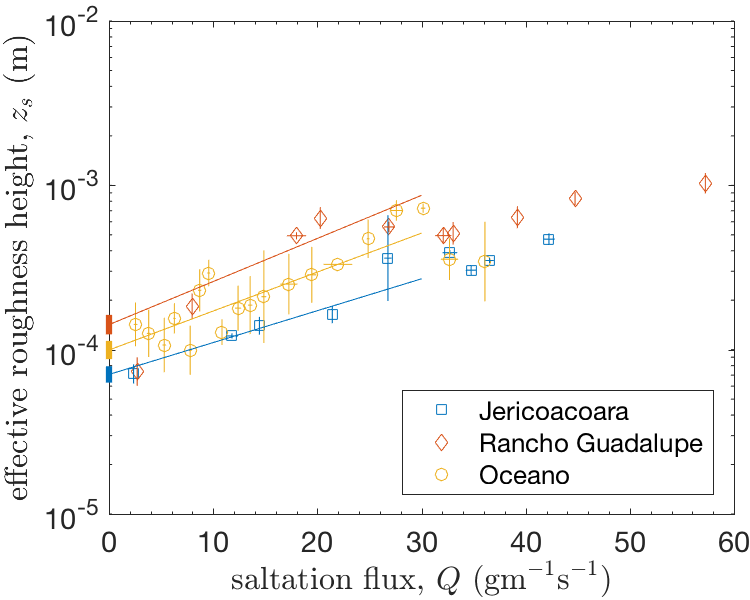 10⁻²
10⁻³
10⁻⁴
10⁻⁵
effective roughness height, zₛ (m)
0 10 20 30 40 50 60
saltation flux, Q (gm⁻¹s⁻¹)
Jericoacoara
Rancho Guadalupe
Oceano